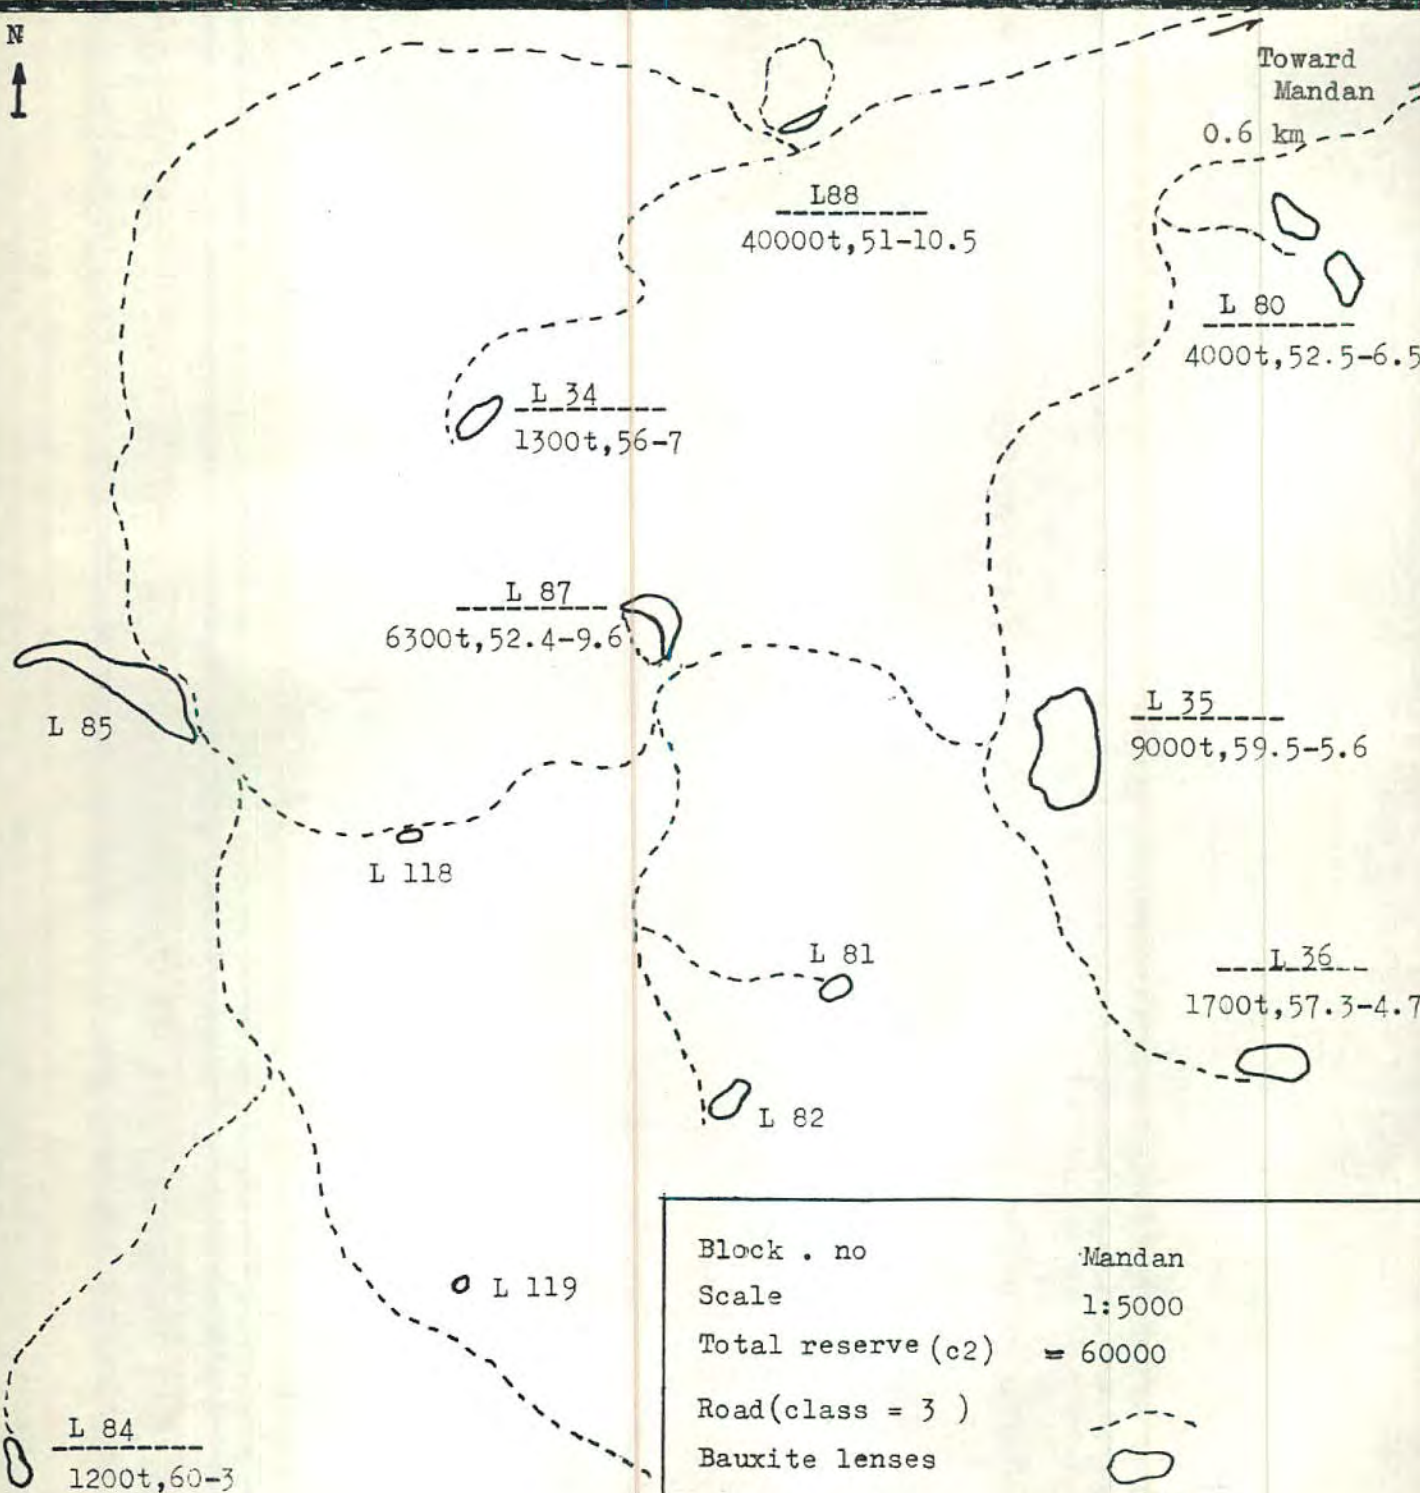 N
Toward
Mandan
0.6 km
L88
40000t,51-10.5
L 80
4000t,52.5-6.5
L 34
1300t,56-7
L 87
6300t,52.4-9.6
L 85
L 35
9000t,59.5-5.6
L 118
L 81
L 36
1700t,57.3-4.7
L 82
L 119
L 84
1200t,60-3
Block . no Mandan
Scale 1:5000
Total reserve (c2) = 60000
Road(class = 3 )
Bauxite lenses